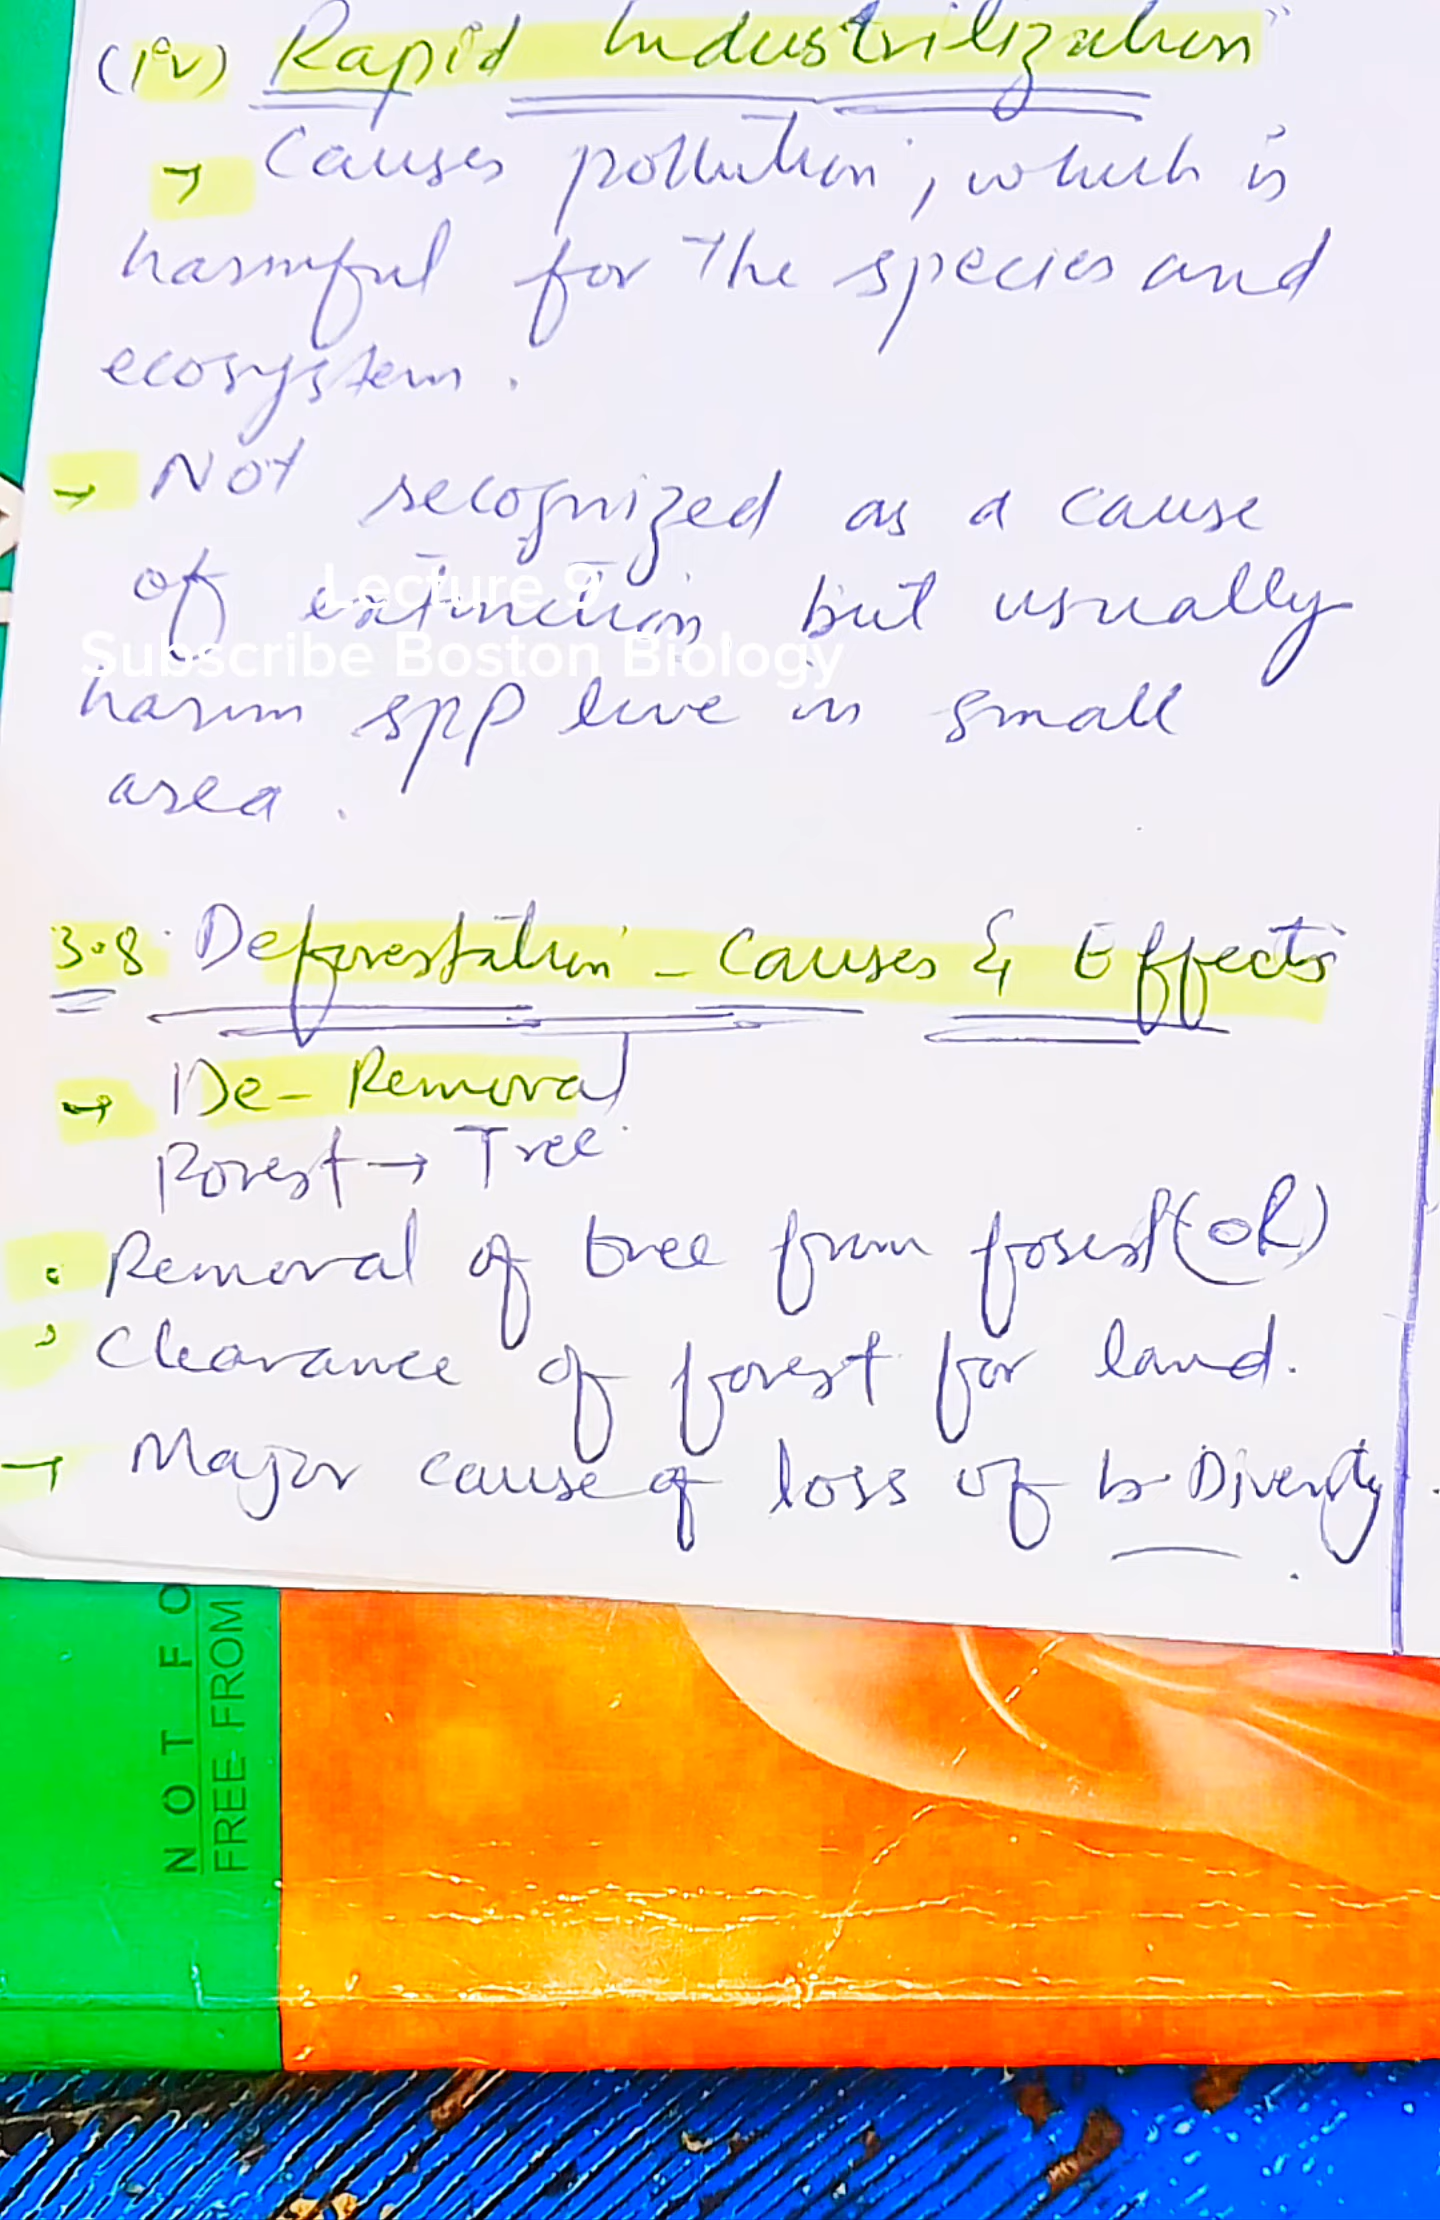 (iv) Rapid Industrilization
→ Causes pollution, which is
harmful for the species and
ecosystem.
→ Not recognized as a cause
of extinction but usually
Lecture 9
Subscribe Boston Biology
harm spp live in small
area.
3.8 Deforestation - Causes & Effects
→ De- Removal
Forest → Tree
• Removal of tree from forest (OR)
• Clearance of forest for land.
→ Major cause of loss of b-Diversity.
NOT FO
FREE FROM